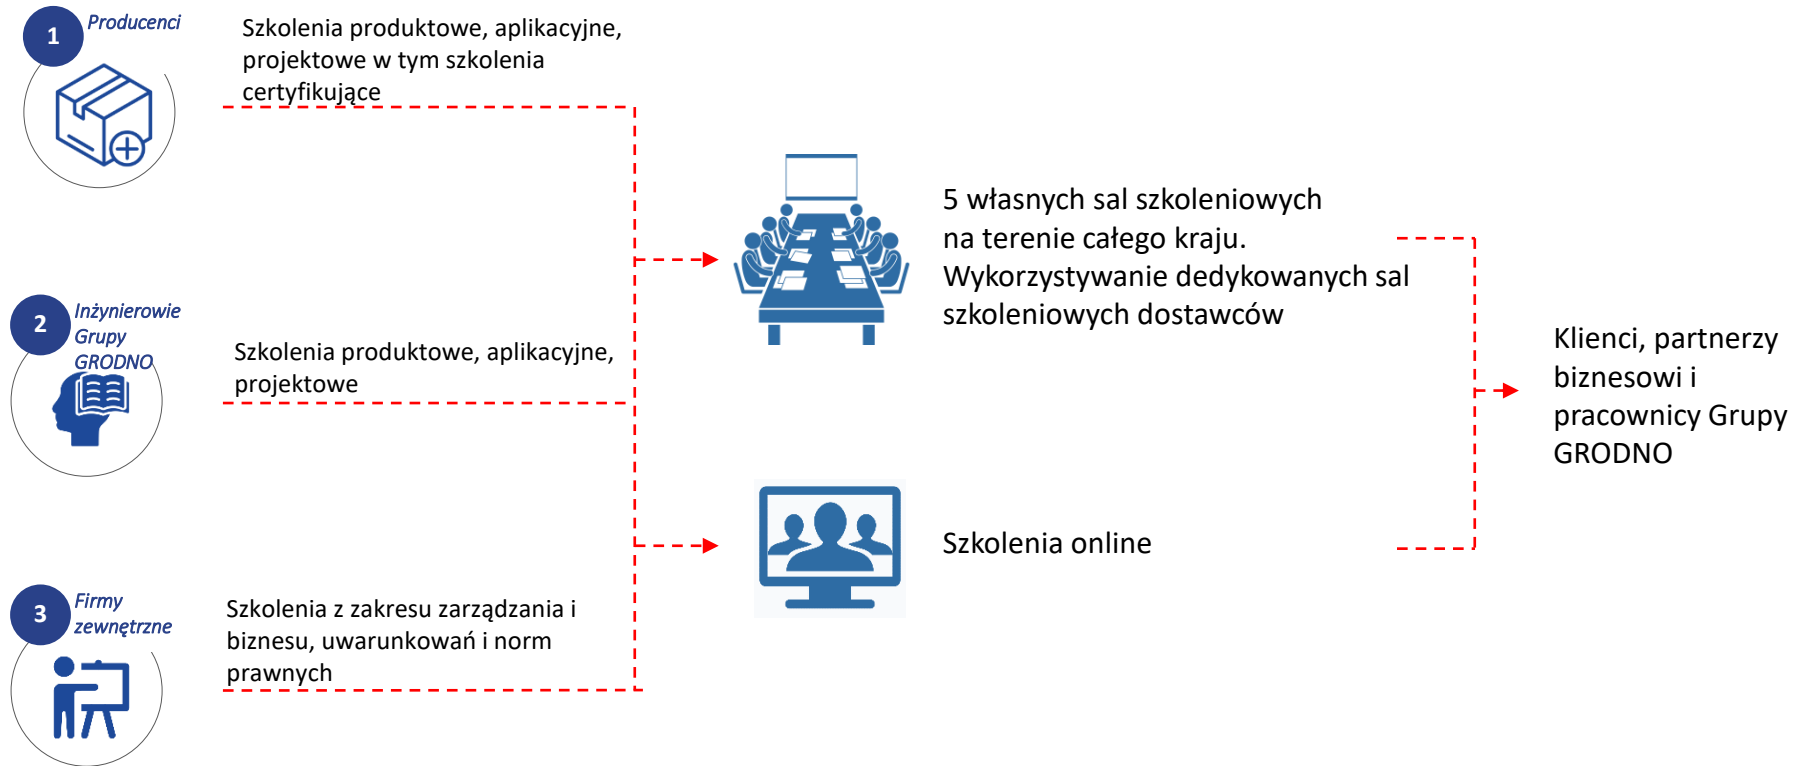 1
Producenci
Szkolenia produktowe, aplikacyjne,
projektowe w tym szkolenia
certyfikujące
2
Inżynierowie
Grupy
GRODNO
Szkolenia produktowe, aplikacyjne,
projektowe
3
Firmy
zewnętrzne
Szkolenia z zakresu zarządzania i
biznesu, uwarunkowań i norm
prawnych
5 własnych sal szkoleniowych
na terenie całego kraju.
Wykorzystywanie dedykowanych sal
szkoleniowych dostawców
Szkolenia online
Klienci, partnerzy
biznesowi i
pracownicy Grupy
GRODNO